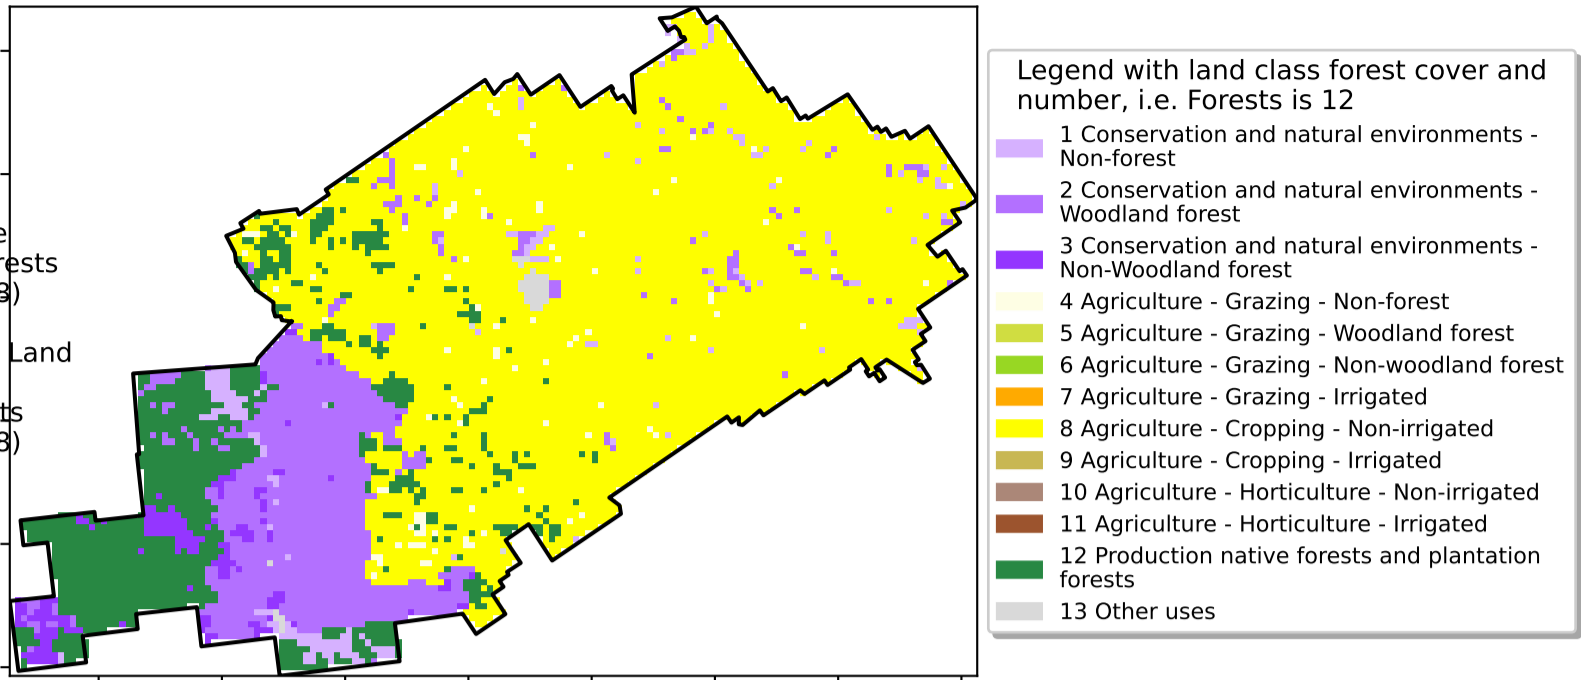 e
rests
8)
Land
ts
8)
Legend with land class forest cover and
number, i.e. Forests is 12
1 Conservation and natural environments -
Non-forest
2 Conservation and natural environments -
Woodland forest
3 Conservation and natural environments -
Non-Woodland forest
4 Agriculture - Grazing - Non-forest
5 Agriculture - Grazing - Woodland forest
6 Agriculture - Grazing - Non-woodland forest
7 Agriculture - Grazing - Irrigated
8 Agriculture - Cropping - Non-irrigated
9 Agriculture - Cropping - Irrigated
10 Agriculture - Horticulture - Non-irrigated
11 Agriculture - Horticulture - Irrigated
12 Production native forests and plantation
forests
13 Other uses